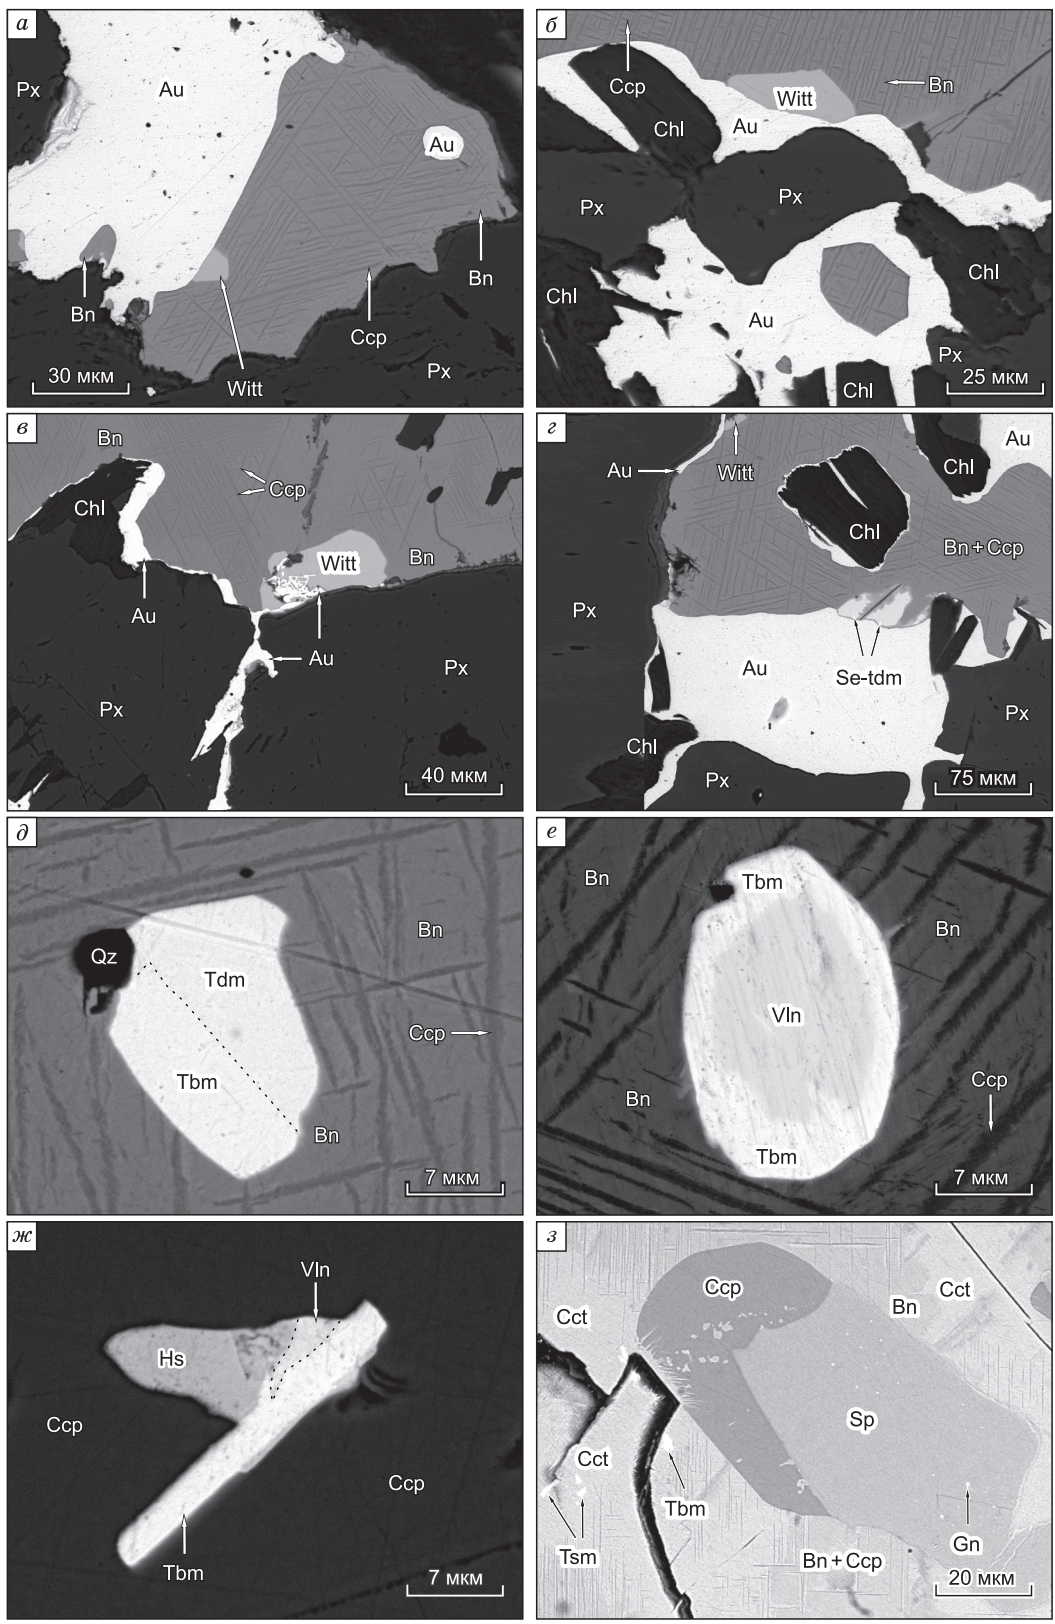 а
Px
Au
Au
Bn
Bn
Ccp
Witt
Px
30 мкм
б
Ccp
Witt
Bn
Chl
Au
Px
Px
Chl
Chl
Au
Px
Chl
25 мкм
в
Bn
Ccp
Chl
Witt
Bn
Au
Au
Px
Px
40 мкм
г
Au
Au
Witt
Chl
Chl
Bn + Ccp
Px
Se-tdm
Au
Px
Chl
Px
75 мкм
д
Bn
Qz
Tdm
Ccp
Tbm
Bn
7 мкм
е
Tbm
Bn
Bn
Vln
Ccp
Bn
Tbm
7 мкм
ж
Vln
Hs
Ccp
Ccp
Tbm
7 мкм
з
Ccp
Cct
Bn
Cct
Sp
Cct
Tbm
Gn
Tsm
Bn + Ccp
20 мкм